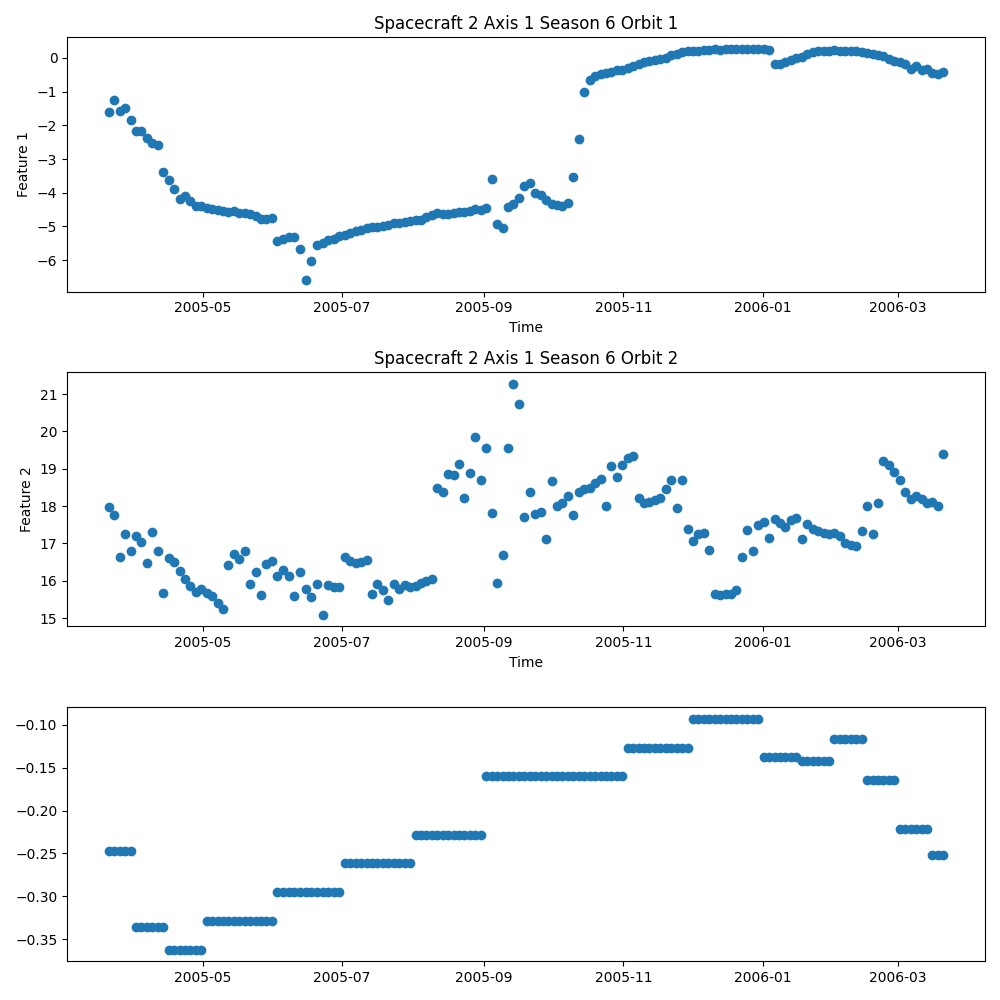 Spacecraft 2 Axis 1 Season 6 Orbit 1
0
−1
−2
−3
−4
−5
−6
Feature 1
2005-05 2005-07 2005-09 2005-11 2006-01 2006-03
Time
Spacecraft 2 Axis 1 Season 6 Orbit 2
21
20
19
18
17
16
15
Feature 2
2005-05 2005-07 2005-09 2005-11 2006-01 2006-03
Time
−0.10
−0.15
−0.20
−0.25
−0.30
−0.35
2005-05 2005-07 2005-09 2005-11 2006-01 2006-03